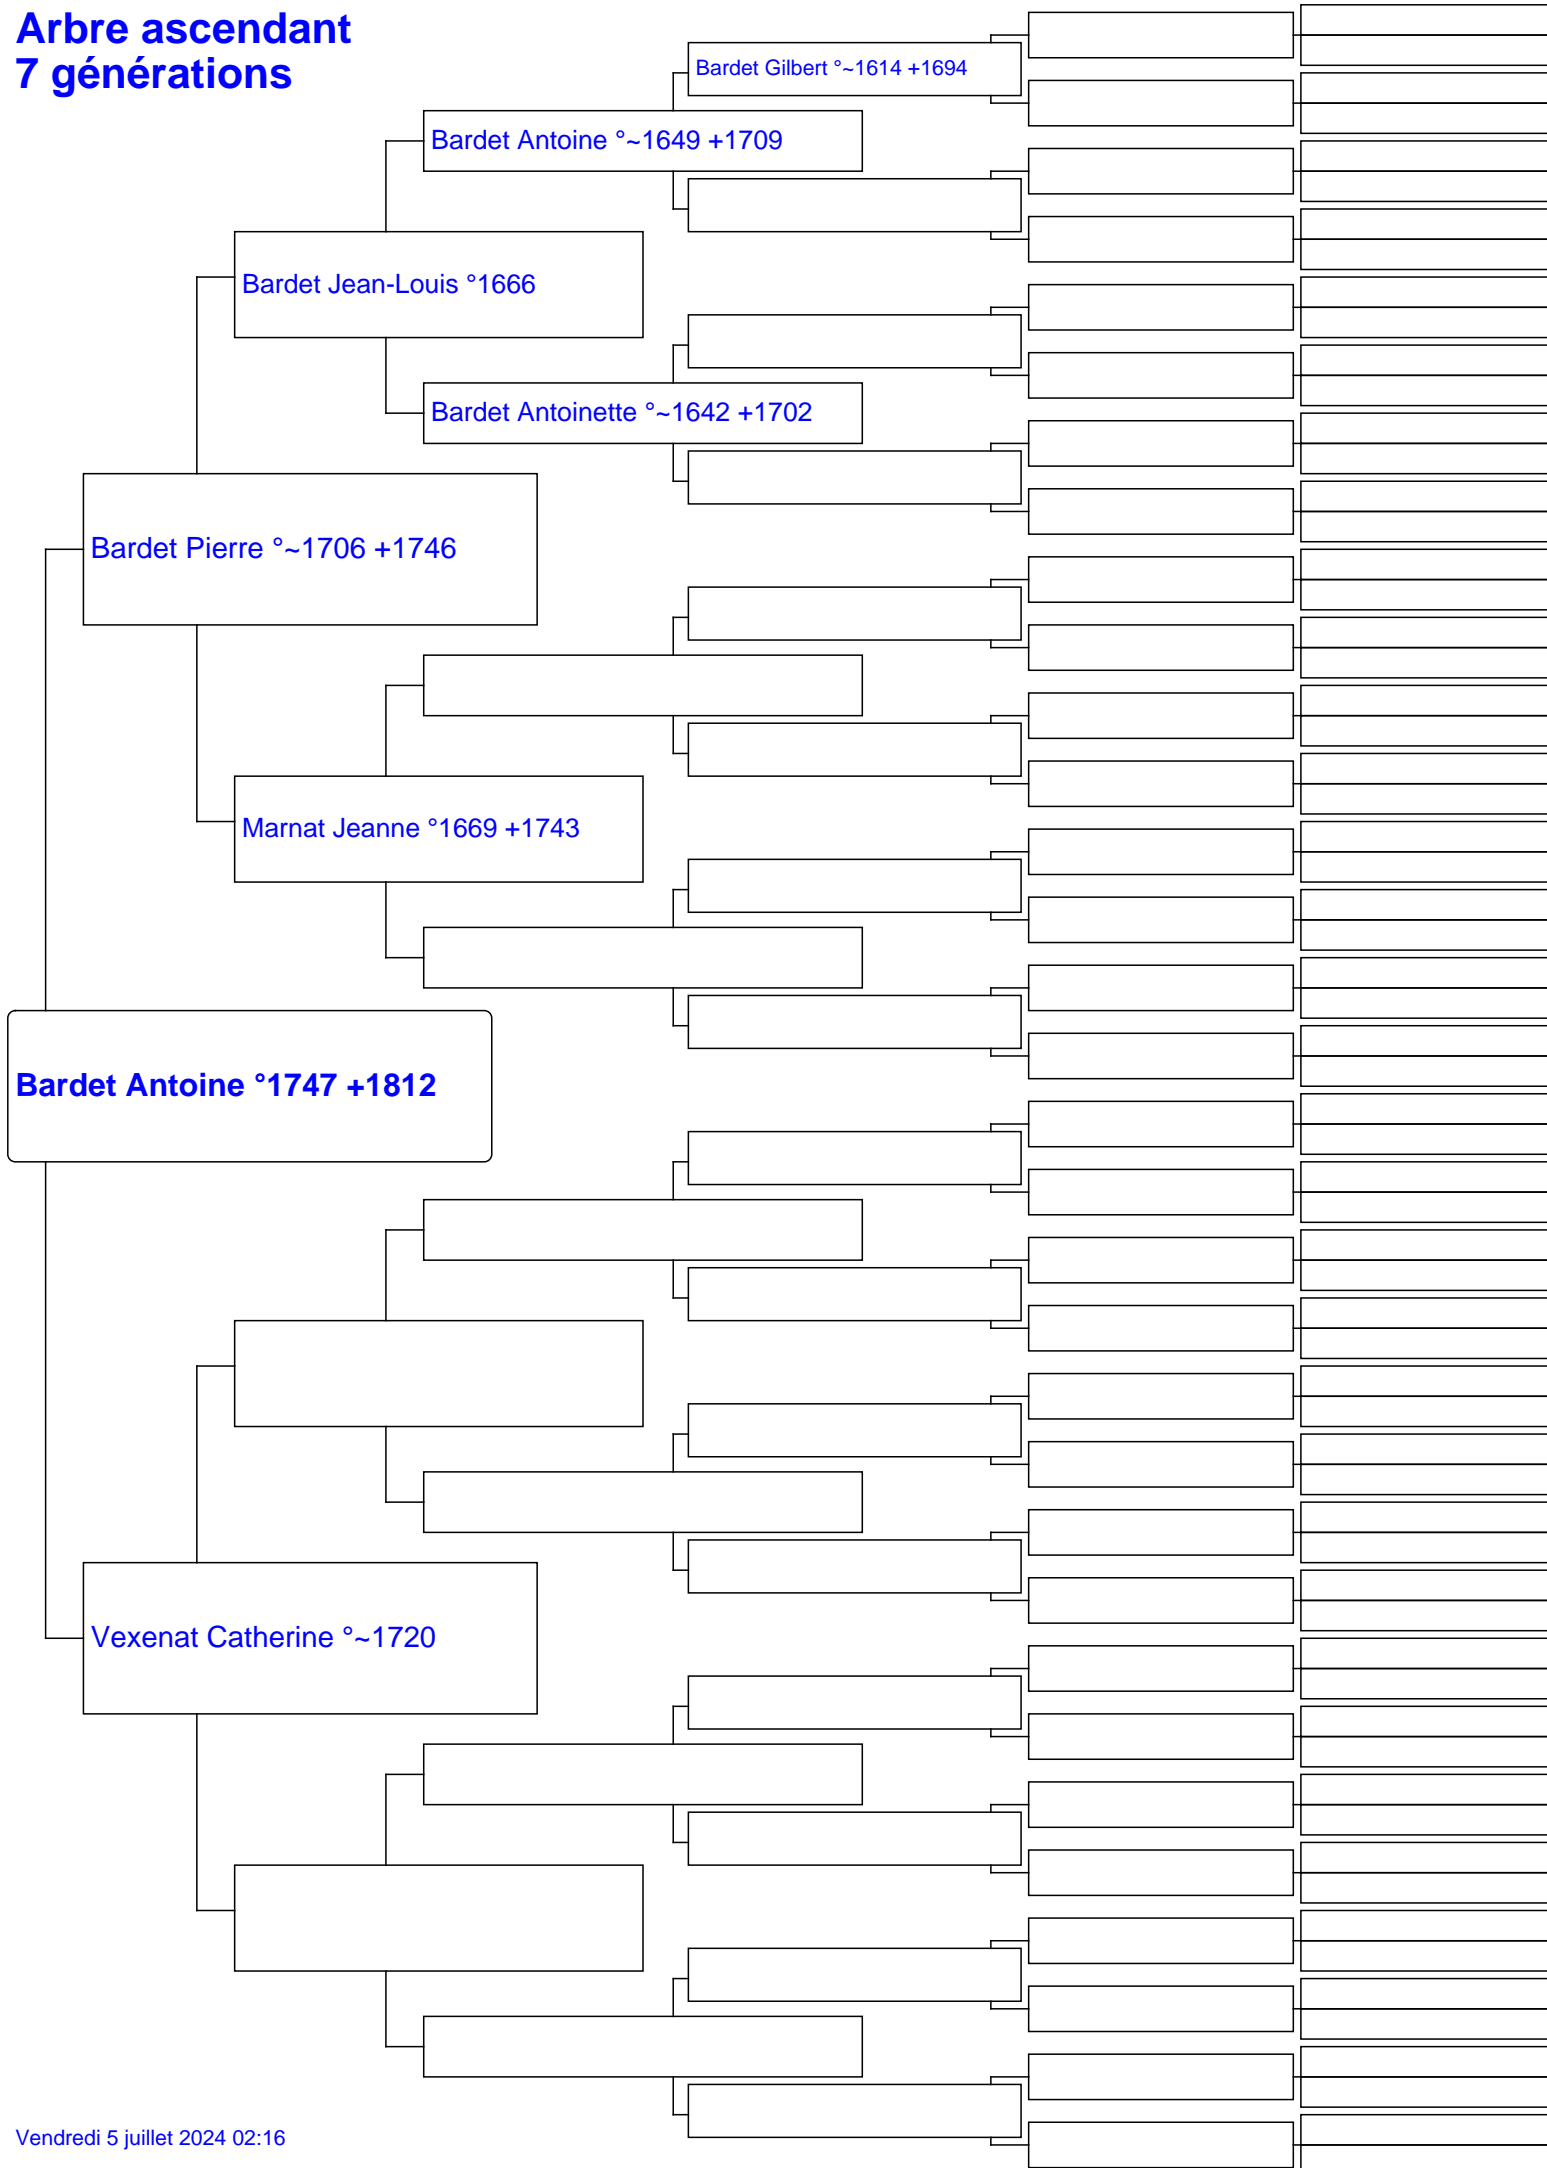 Arbre ascendant
7 générations
Bardet Gilbert °~1614 +1694
Bardet Antoine °~1649 +1709
Bardet Jean-Louis °1666
Bardet Antoinette °~1642 +1702
Bardet Pierre °~1706 +1746
Marnat Jeanne °1669 +1743
Bardet Antoine °1747 +1812
Vexenat Catherine °~1720
Vendredi 5 juillet 2024 02:16